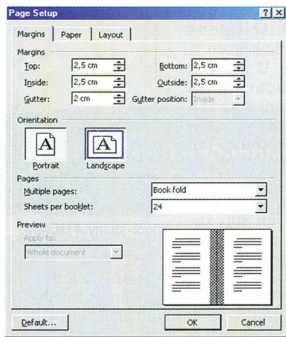 Page Setup ? X
Margins Paper Layout
Margins
Top: 2,5 cm Bottom: 2,5 cm
Inside: 2,5 cm Outside: 2,5 cm
Gutter: 2 cm Gutter position: Inside
Orientation
A A
Portrait Landscape
Pages
Multiple pages: Book fold
Sheets per booklet: 24
Preview
Apply to:
Whole document
Default... OK Cancel